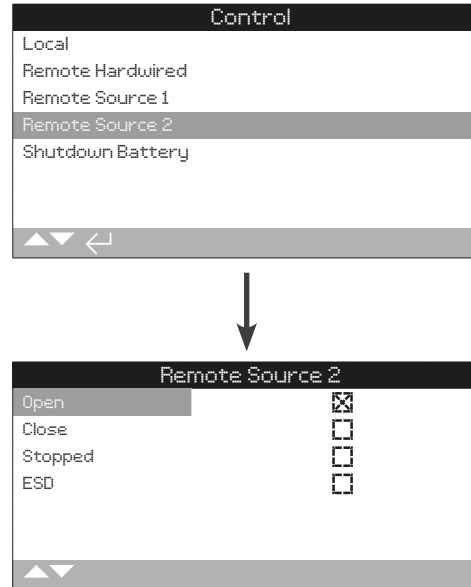 Control
Local
Remote Hardwired
Remote Source 1
Remote Source 2
Shutdown Battery
Remote Source 2
Open
Close
Stopped
ESD